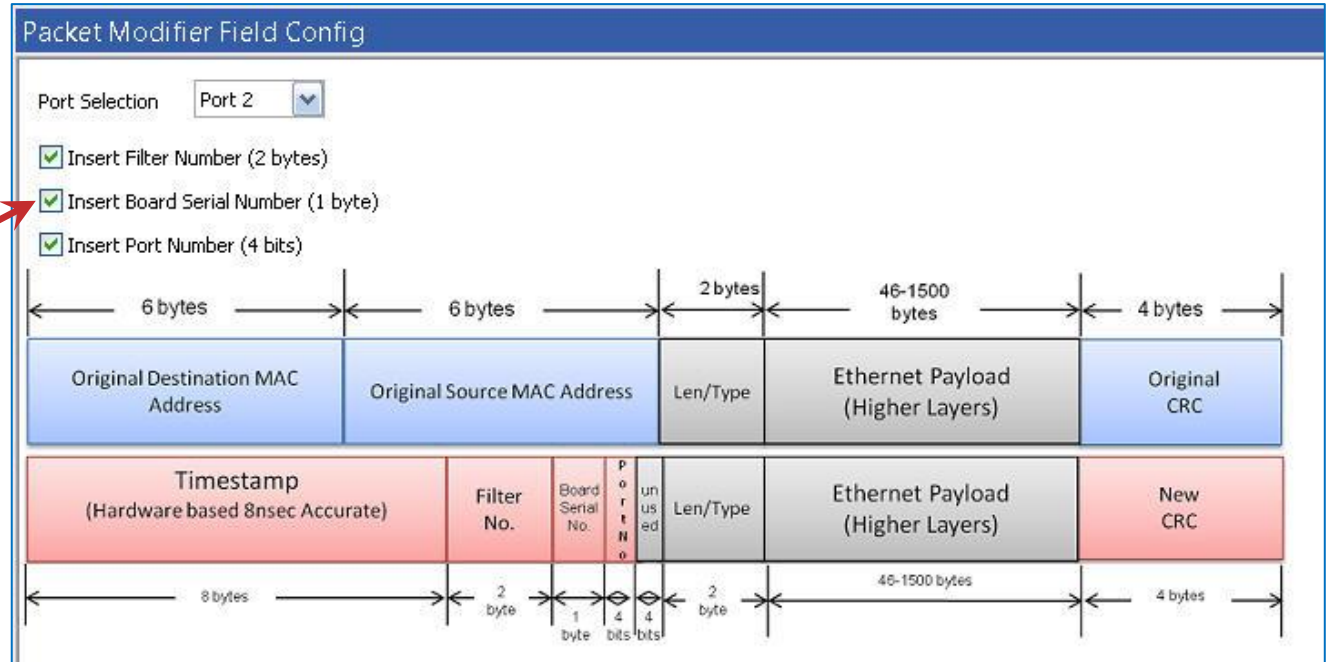 Packet Modifier Field Config
Port Selection Port 2
Insert Filter Number (2 bytes)
Insert Board Serial Number (1 byte)
Insert Port Number (4 bits)
6 bytes 6 bytes 2 bytes 46-1500 bytes 4 bytes
Original Destination MAC Address
Original Source MAC Address
Len/Type
Ethernet Payload
(Higher Layers)
Original
CRC
Timestamp
(Hardware based 8nsec Accurate)
Filter
No.
Board
Serial
No.
Port No
unused
Len/Type
Ethernet Payload
(Higher Layers)
New
CRC
8 bytes
2
byte
1
byte
4
bits
4
bits
2
byte
46-1500 bytes
4 bytes